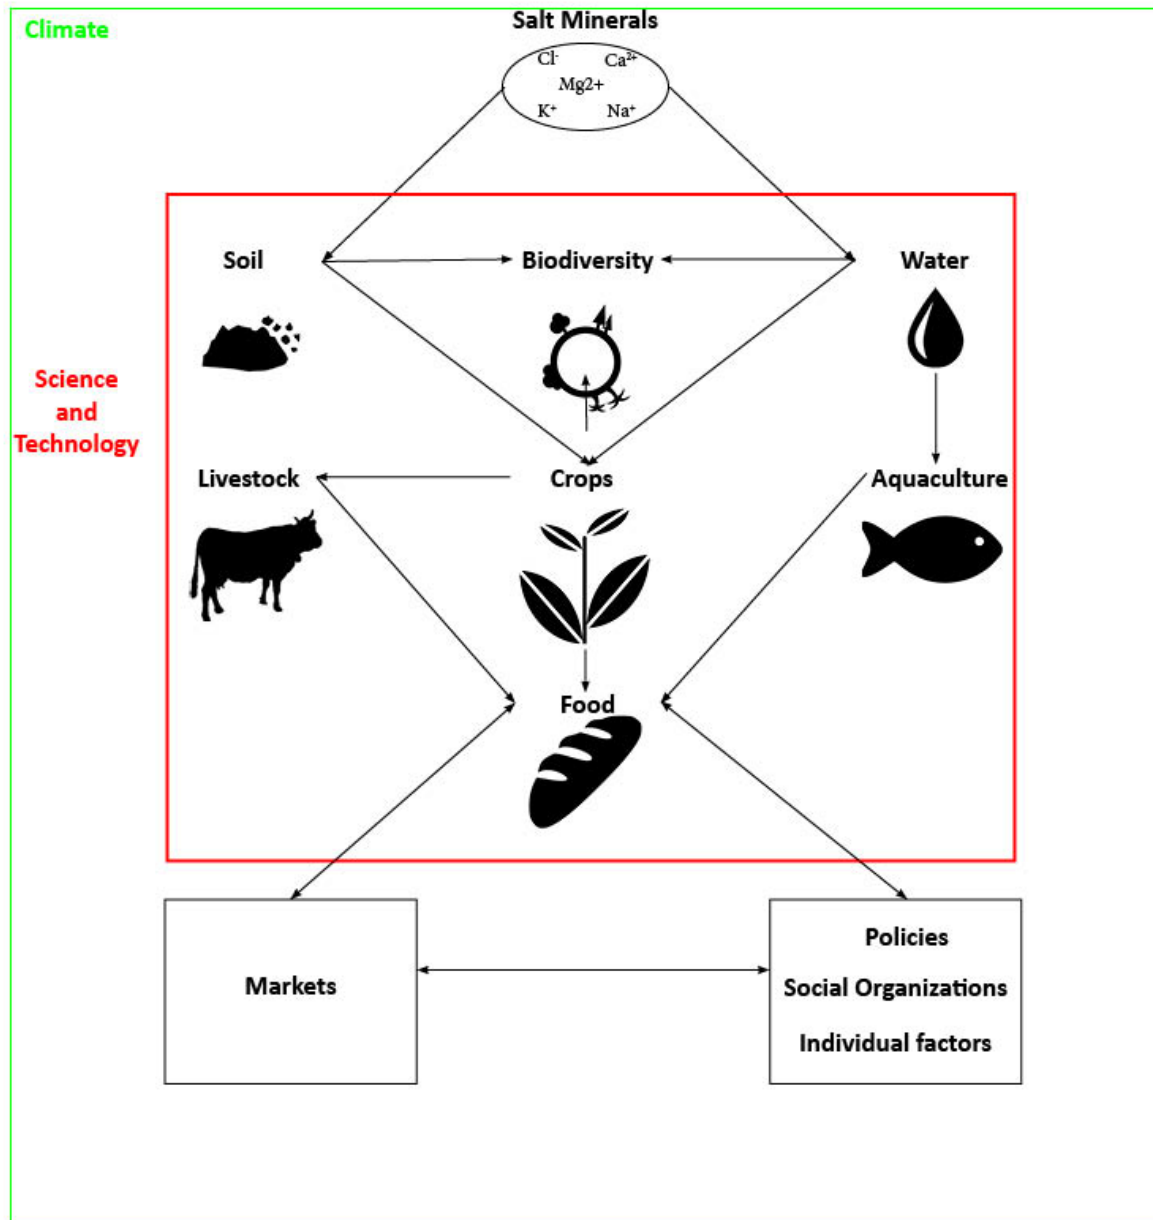 Climate
Salt Minerals
Cl⁻ Ca²⁺
Mg2+
K⁺ Na⁺
Soil
Biodiversity
Water
Science
and
Technology
Livestock
Crops
Aquaculture
Food
Markets
Policies
Social Organizations
Individual factors